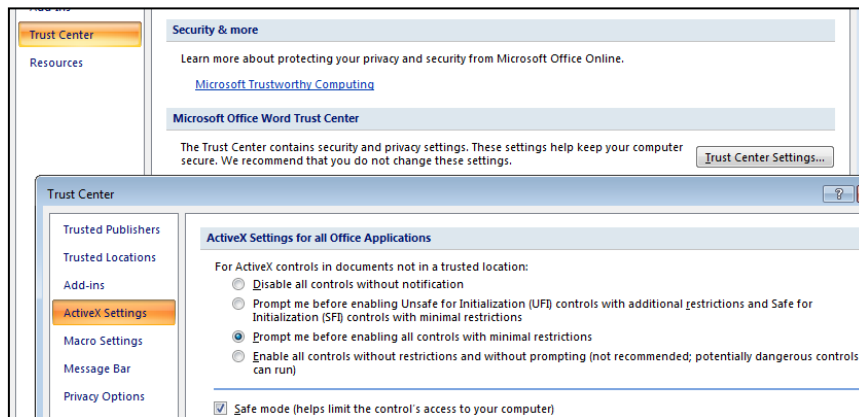 Trust Center
Security & more
Resources
Learn more about protecting your privacy and security from Microsoft Office Online.
Microsoft Trustworthy Computing
Microsoft Office Word Trust Center
The Trust Center contains security and privacy settings. These settings help keep your computer
secure. We recommend that you do not change these settings.
Trust Center Settings...
Trust Center
?
Trusted Publishers
Trusted Locations
Add-ins
ActiveX Settings
Macro Settings
Message Bar
Privacy Options
ActiveX Settings for all Office Applications
For ActiveX controls in documents not in a trusted location:
Disable all controls without notification
Prompt me before enabling Unsafe for Initialization (UFI) controls with additional restrictions and Safe for
Initialization (SFI) controls with minimal restrictions
Prompt me before enabling all controls with minimal restrictions
Enable all controls without restrictions and without prompting (not recommended; potentially dangerous controls
can run)
Safe mode (helps limit the control's access to your computer)